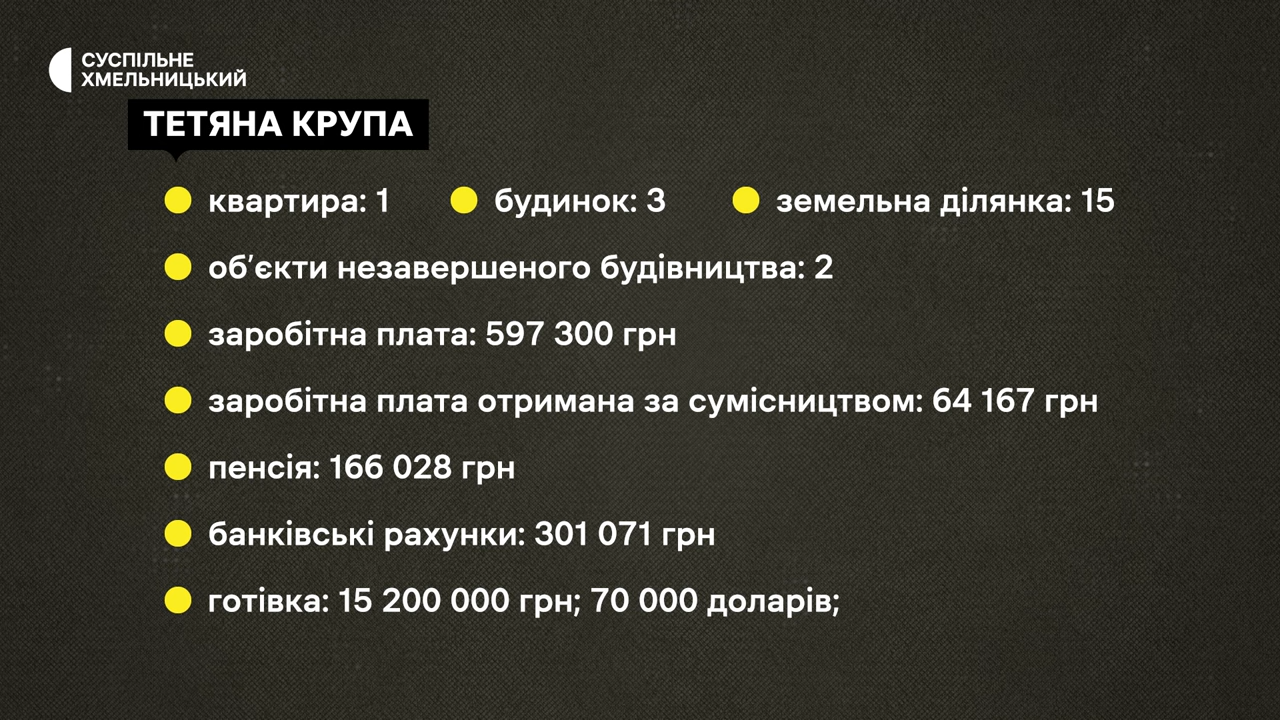 СУСПІЛЬНЕ
ХМЕЛЬНИЦЬКИЙ
ТЕТЯНА КРУПА
квартира: 1 будинок: 3 земельна ділянка: 15
об’єкти незавершеного будівництва: 2
заробітна плата: 597 300 грн
заробітна плата отримана за сумісництвом: 64 167 грн
пенсія: 166 028 грн
банківські рахунки: 301 071 грн
готівка: 15 200 000 грн; 70 000 доларів;